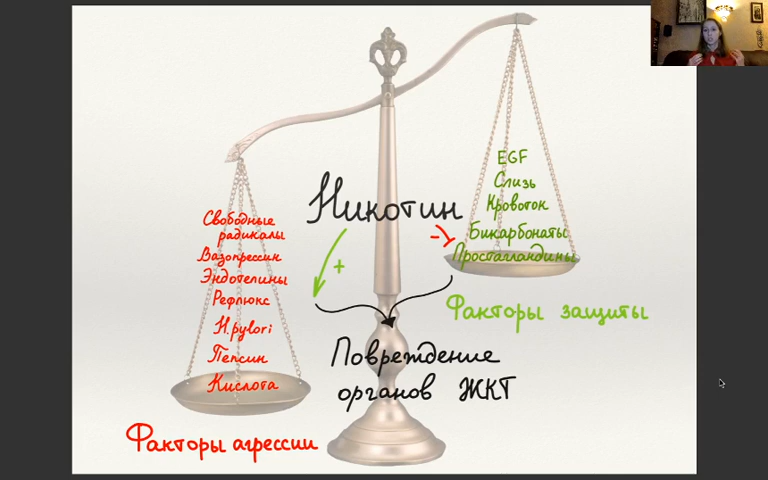 Никотин
+
-
Свободные
радикалы
Вазопрессин
Эндотелины
Рефлюкс
H.pylori
Пепсин
Кислота
Факторы агрессии
EGF
Слизь
Кровоток
Бикарбонаты
Простагландины
Факторы защиты
Повреждение
органов ЖКТ